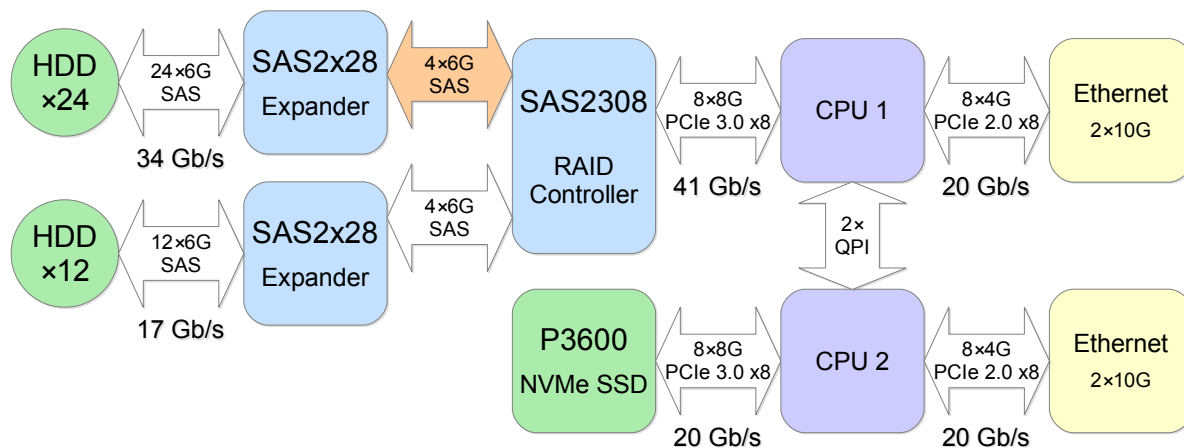 HDD
×24
24×6G
SAS
34 Gb/s
SAS2x28
Expander
4×6G
SAS
SAS2308
RAID
Controller
8×8G
PCIe 3.0 x8
41 Gb/s
CPU 1
8×4G
PCIe 2.0 x8
20 Gb/s
Ethernet
2×10G
HDD
×12
12×6G
SAS
17 Gb/s
SAS2x28
Expander
4×6G
SAS
2×
QPI
P3600
NVMe SSD
8×8G
PCIe 3.0 x8
20 Gb/s
CPU 2
8×4G
PCIe 2.0 x8
20 Gb/s
Ethernet
2×10G